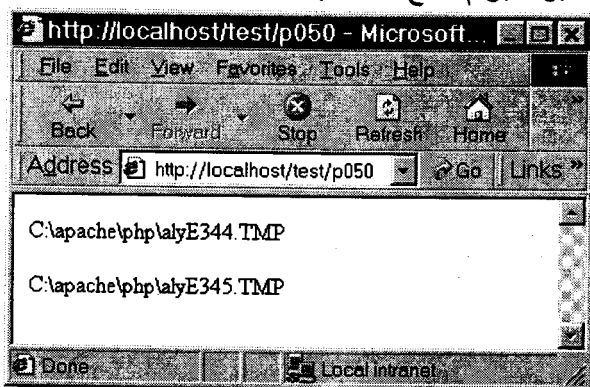 http://localhost/test/p050 - Microsoft...
File Edit View Favorites Tools Help
Back Forward Stop Refresh Home
Address http://localhost/test/p050 Go Links »
C:\apache\php\alyE344.TMP
C:\apache\php\alyE345.TMP
Done Local intranet